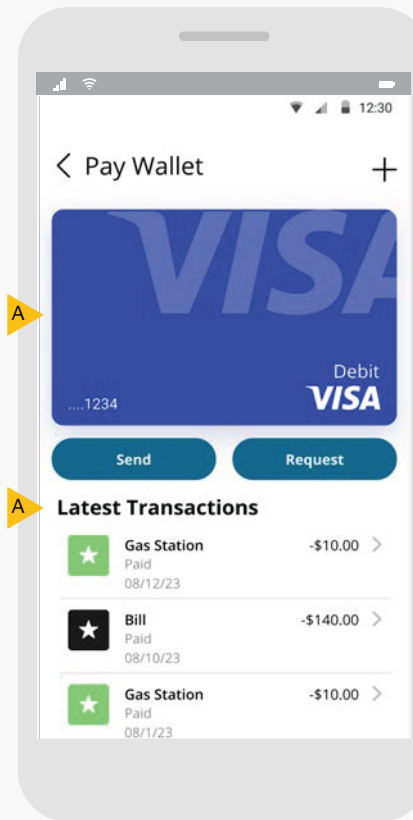 12:30
Pay Wallet
VISA
A
Debit
....1234
VISA
Send
Request
A
Latest Transactions
Gas Station
-$10.00
Paid
08/12/23
Bill
-$140.00
Paid
08/10/23
Gas Station
-$10.00
Paid
08/1/23